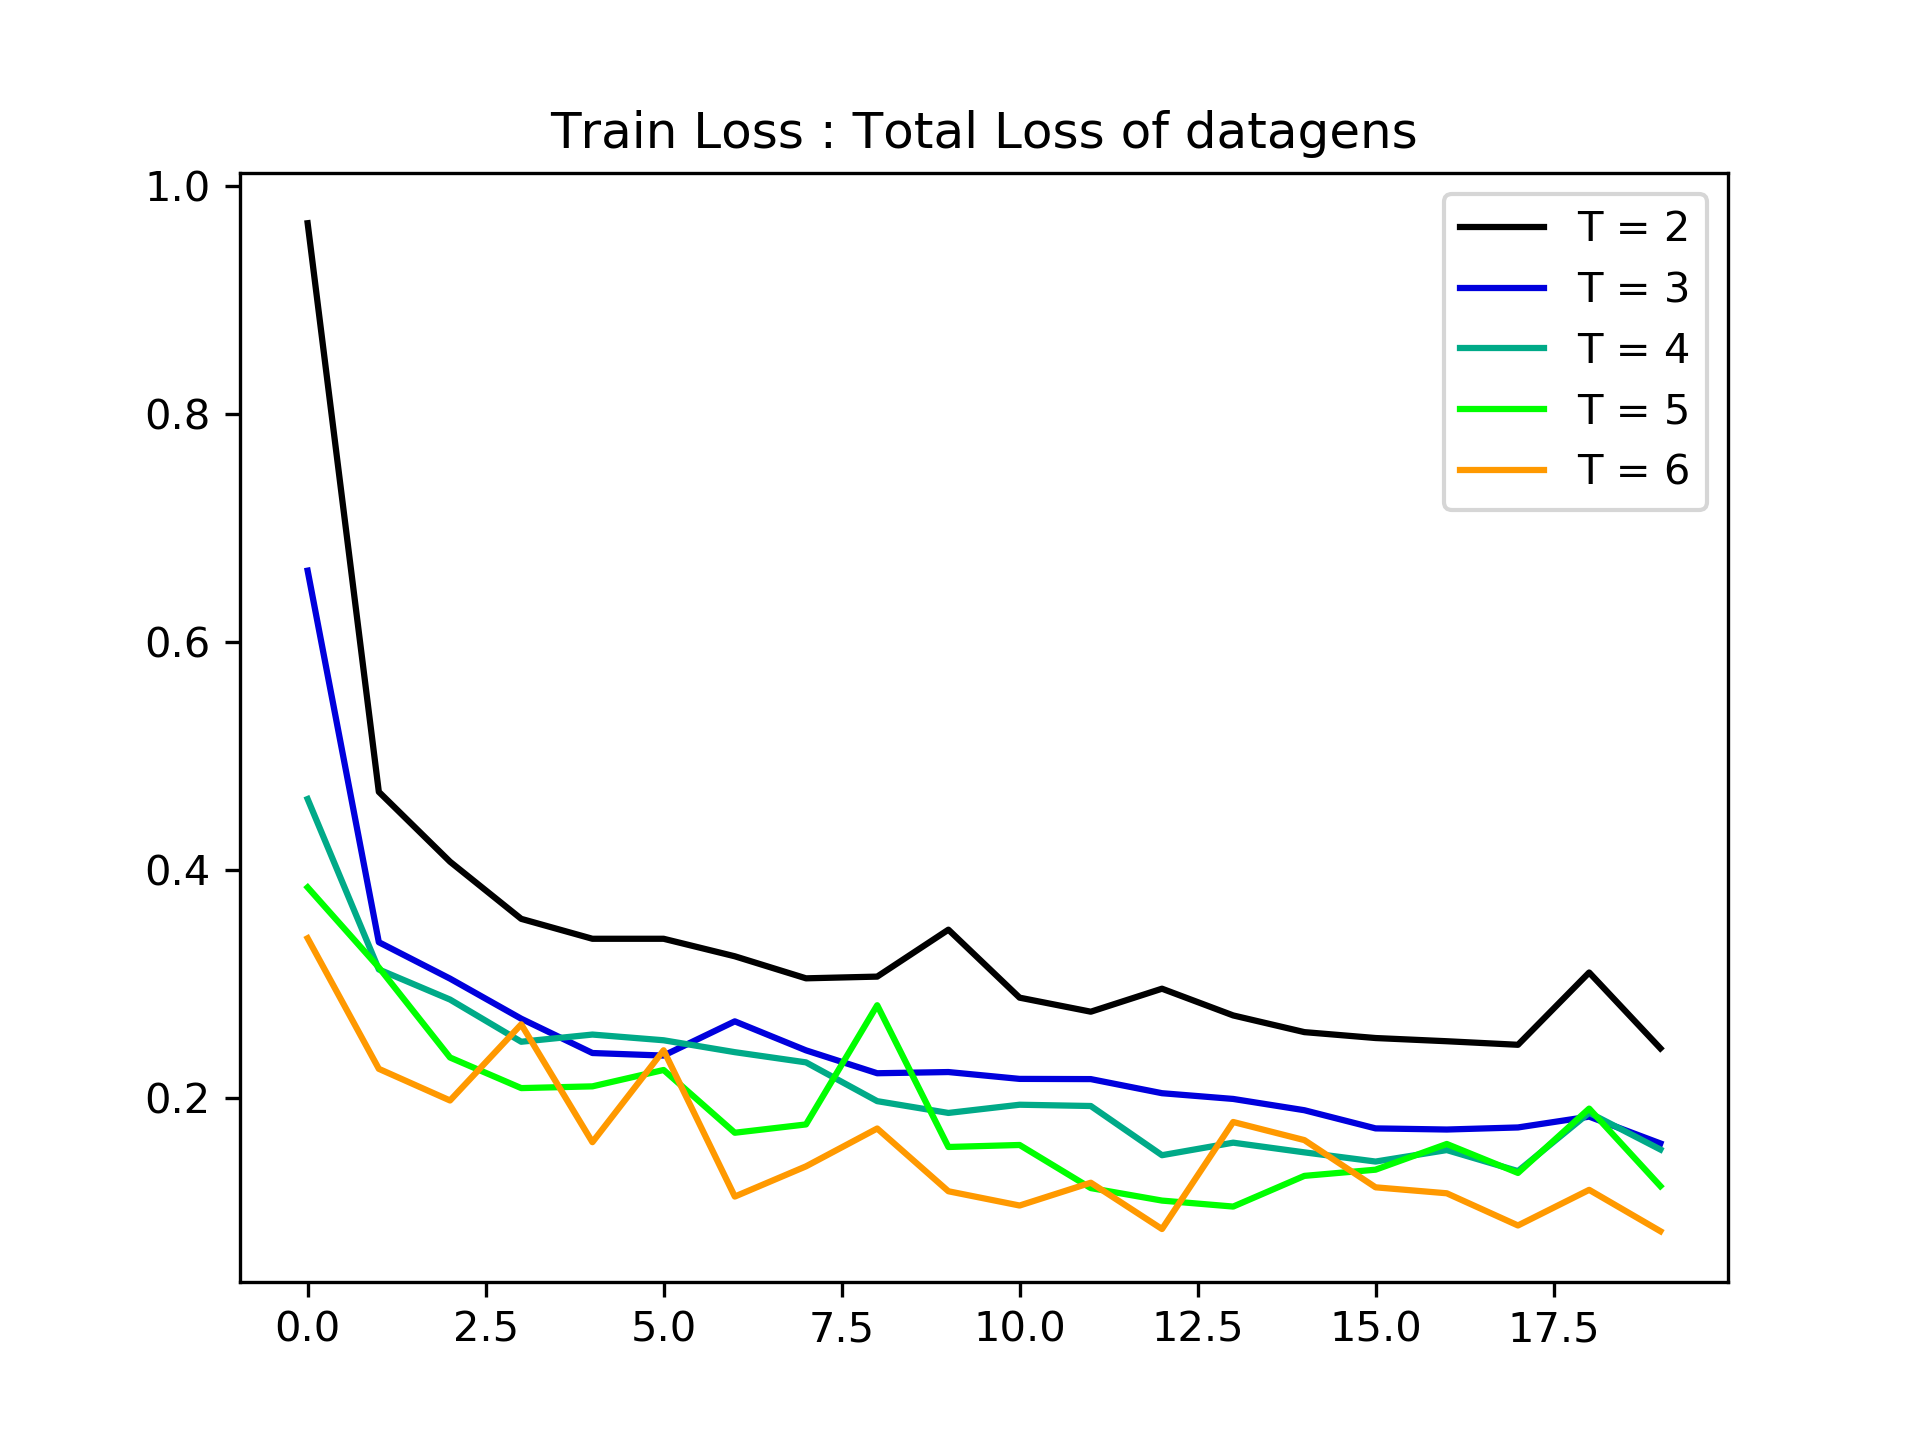 Train Loss : Total Loss of datagens
1.0
0.8
0.6
0.4
0.2
T = 2
T = 3
T = 4
T = 5
T = 6
0.0 2.5 5.0 7.5 10.0 12.5 15.0 17.5